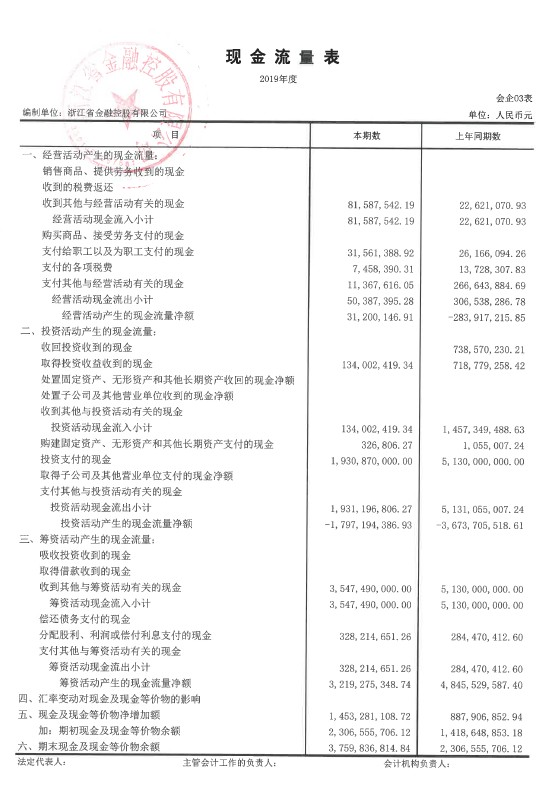 现金流量表
2019年度
会企03表
编制单位：浙江省金融控股有限公司 单位：人民币元
项 目 本期数 上年同期数
一、经营活动产生的现金流量：
销售商品、提供劳务收到的现金
收到的税费返还
收到其他与经营活动有关的现金 81,587,542.19 22,621,070.93
经营活动现金流入小计 81,587,542.19 22,621,070.93
购买商品、接受劳务支付的现金
支付给职工以及为职工支付的现金 31,561,388.92 26,166,094.26
支付的各项税费 7,458,390.31 13,728,307.83
支付其他与经营活动有关的现金 11,367,616.05 266,643,884.69
经营活动现金流出小计 50,387,395.28 306,538,286.78
经营活动产生的现金流量净额 31,200,146.91 -283,917,215.85
二、投资活动产生的现金流量：
收回投资收到的现金 738,570,230.21
取得投资收益收到的现金 134,002,419.34 718,779,258.42
处置固定资产、无形资产和其他长期资产收回的现金净额
处置子公司及其他营业单位收到的现金净额
收到其他与投资活动有关的现金
投资活动现金流入小计 134,002,419.34 1,457,349,488.63
购建固定资产、无形资产和其他长期资产支付的现金 326,806.27 1,055,007.24
投资支付的现金 1,930,870,000.00 5,130,000,000.00
取得子公司及其他营业单位支付的现金净额
支付其他与投资活动有关的现金
投资活动现金流出小计 1,931,196,806.27 5,131,055,007.24
投资活动产生的现金流量净额 -1,797,194,386.93 -3,673,705,518.61
三、筹资活动产生的现金流量：
吸收投资收到的现金
取得借款收到的现金
收到其他与筹资活动有关的现金 3,547,490,000.00 5,130,000,000.00
筹资活动现金流入小计 3,547,490,000.00 5,130,000,000.00
偿还债务支付的现金
分配股利、利润或偿付利息支付的现金 328,214,651.26 284,470,412.60
支付其他与筹资活动有关的现金
筹资活动现金流出小计 328,214,651.26 284,470,412.60
筹资活动产生的现金流量净额 3,219,275,348.74 4,845,529,587.40
四、汇率变动对现金及现金等价物的影响
五、现金及现金等价物净增加额 1,453,281,108.72 887,906,852.94
加：期初现金及现金等价物余额 2,306,555,706.12 1,418,648,853.18
六、期末现金及现金等价物余额 3,759,836,814.84 2,306,555,706.12
法定代表人： 主管会计工作的负责人： 会计机构负责人：